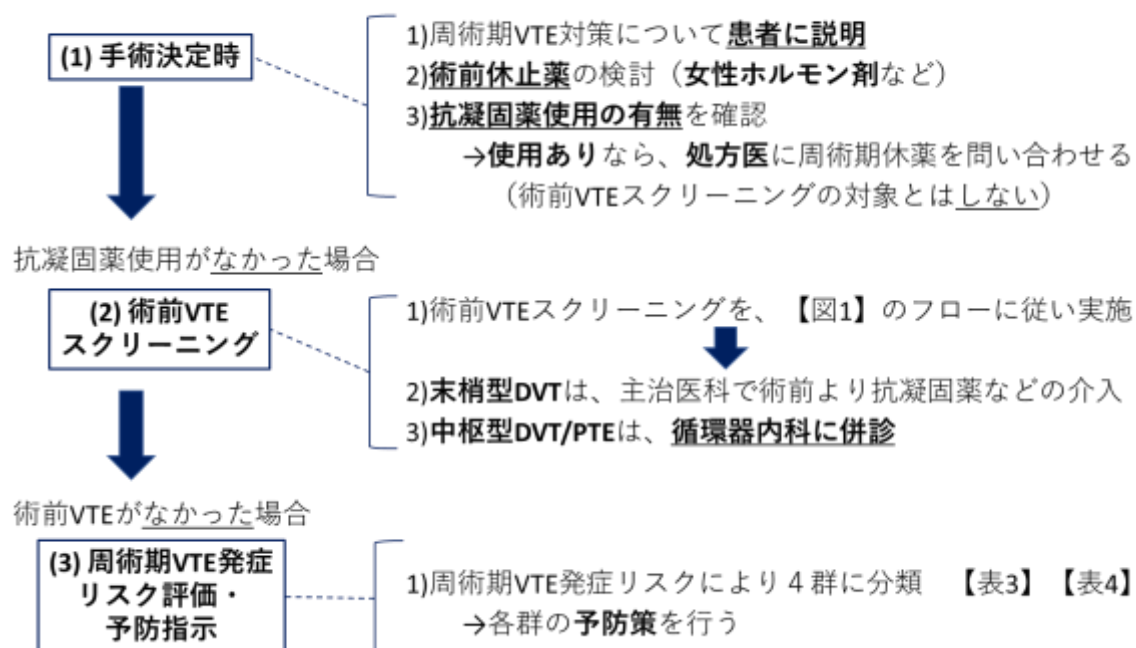 (1) 手術決定時
1)周術期VTE対策について患者に説明
2)術前休止薬の検討（女性ホルモン剤など）
3)抗凝固薬使用の有無を確認
→使用ありなら、処方医に周術期休薬を問い合わせる
（術前VTEスクリーニングの対象とはしない）
抗凝固薬使用がなかった場合
(2) 術前VTE
スクリーニング
1)術前VTEスクリーニングを、【図1】のフローに従い実施
2)末梢型DVTは、主治医科で術前より抗凝固薬などの介入
3)中枢型DVT/PTEは、循環器内科に併診
術前VTEがなかった場合
(3) 周術期VTE発症
リスク評価・
予防指示
1)周術期VTE発症リスクにより４群に分類　【表3】【表4】
→各群の予防策を行う